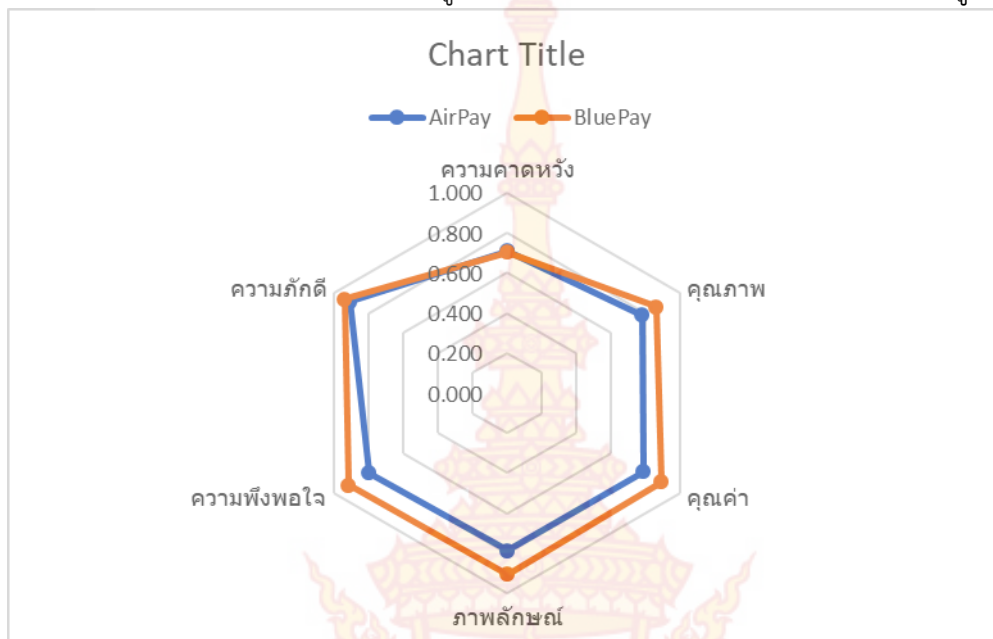 Chart Title
AirPay BluePay
ความคาดหวัง
1.000
0.800
0.600
0.400
0.200
0.000
คุณภาพ
คุณค่า
ภาพลักษณ์
ความพึงพอใจ
ความภักดี